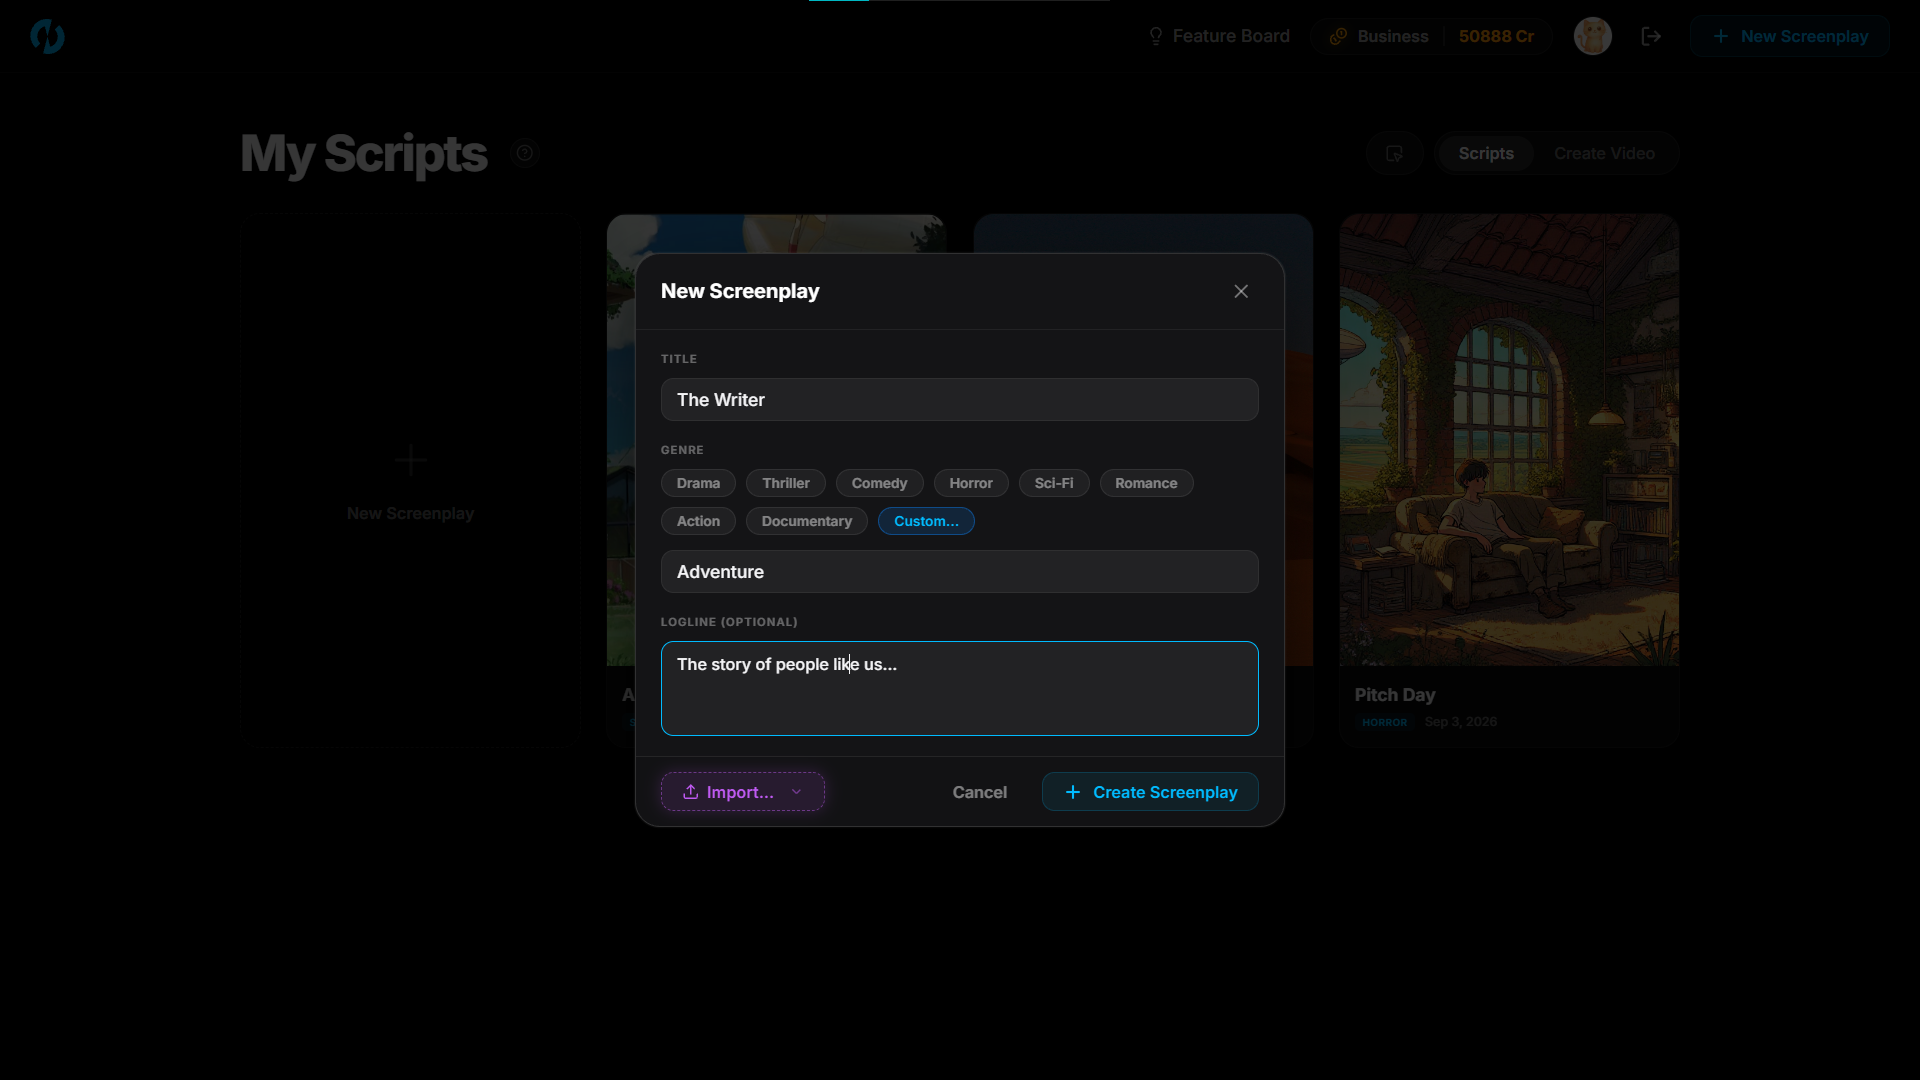 Feature Board
Business
50888 Cr
New Screenplay
My Scripts
Scripts
Create Video
New Screenplay
New Screenplay
TITLE
The Writer
GENRE
Drama
Thriller
Comedy
Horror
Sci-Fi
Romance
Action
Documentary
Custom...
Adventure
LOGLINE (OPTIONAL)
The story of people like us...
Import...
Cancel
Create Screenplay
Pitch Day
HORROR
Sep 3, 2026